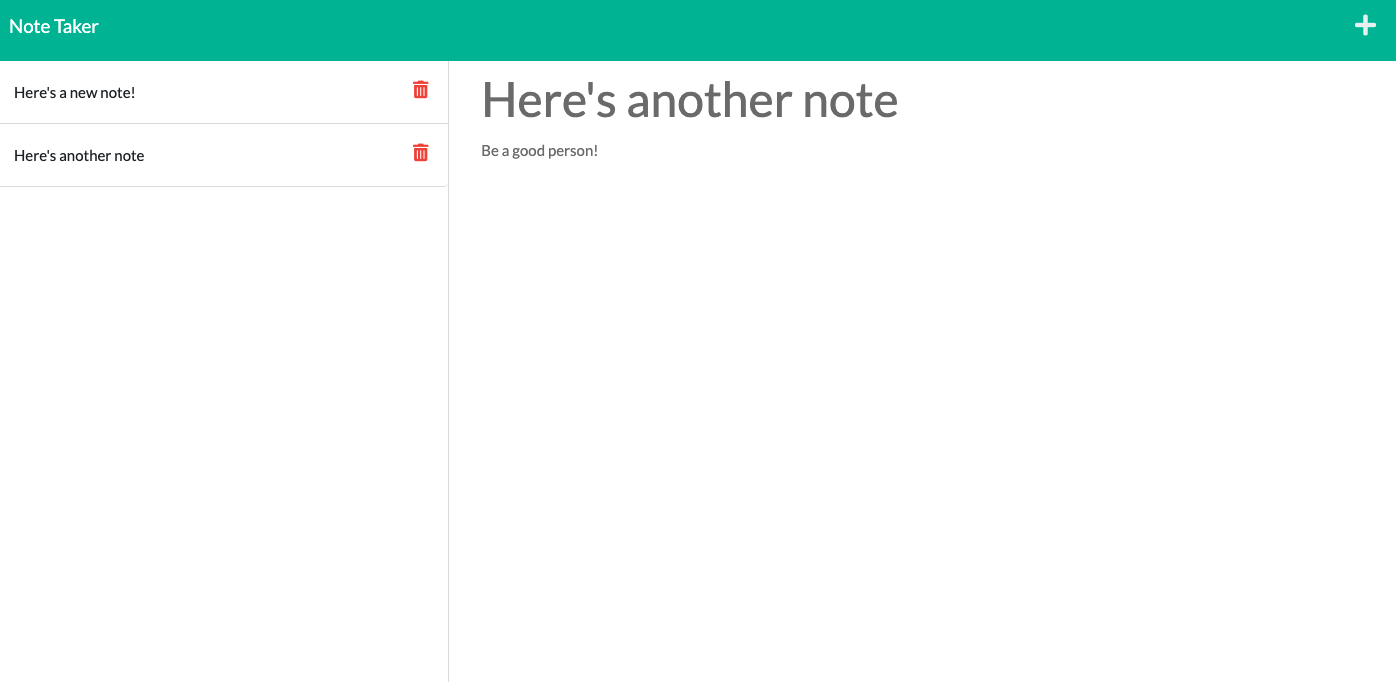 Note Taker
Here's a new note!
Here's another note
Here's another note
Be a good person!